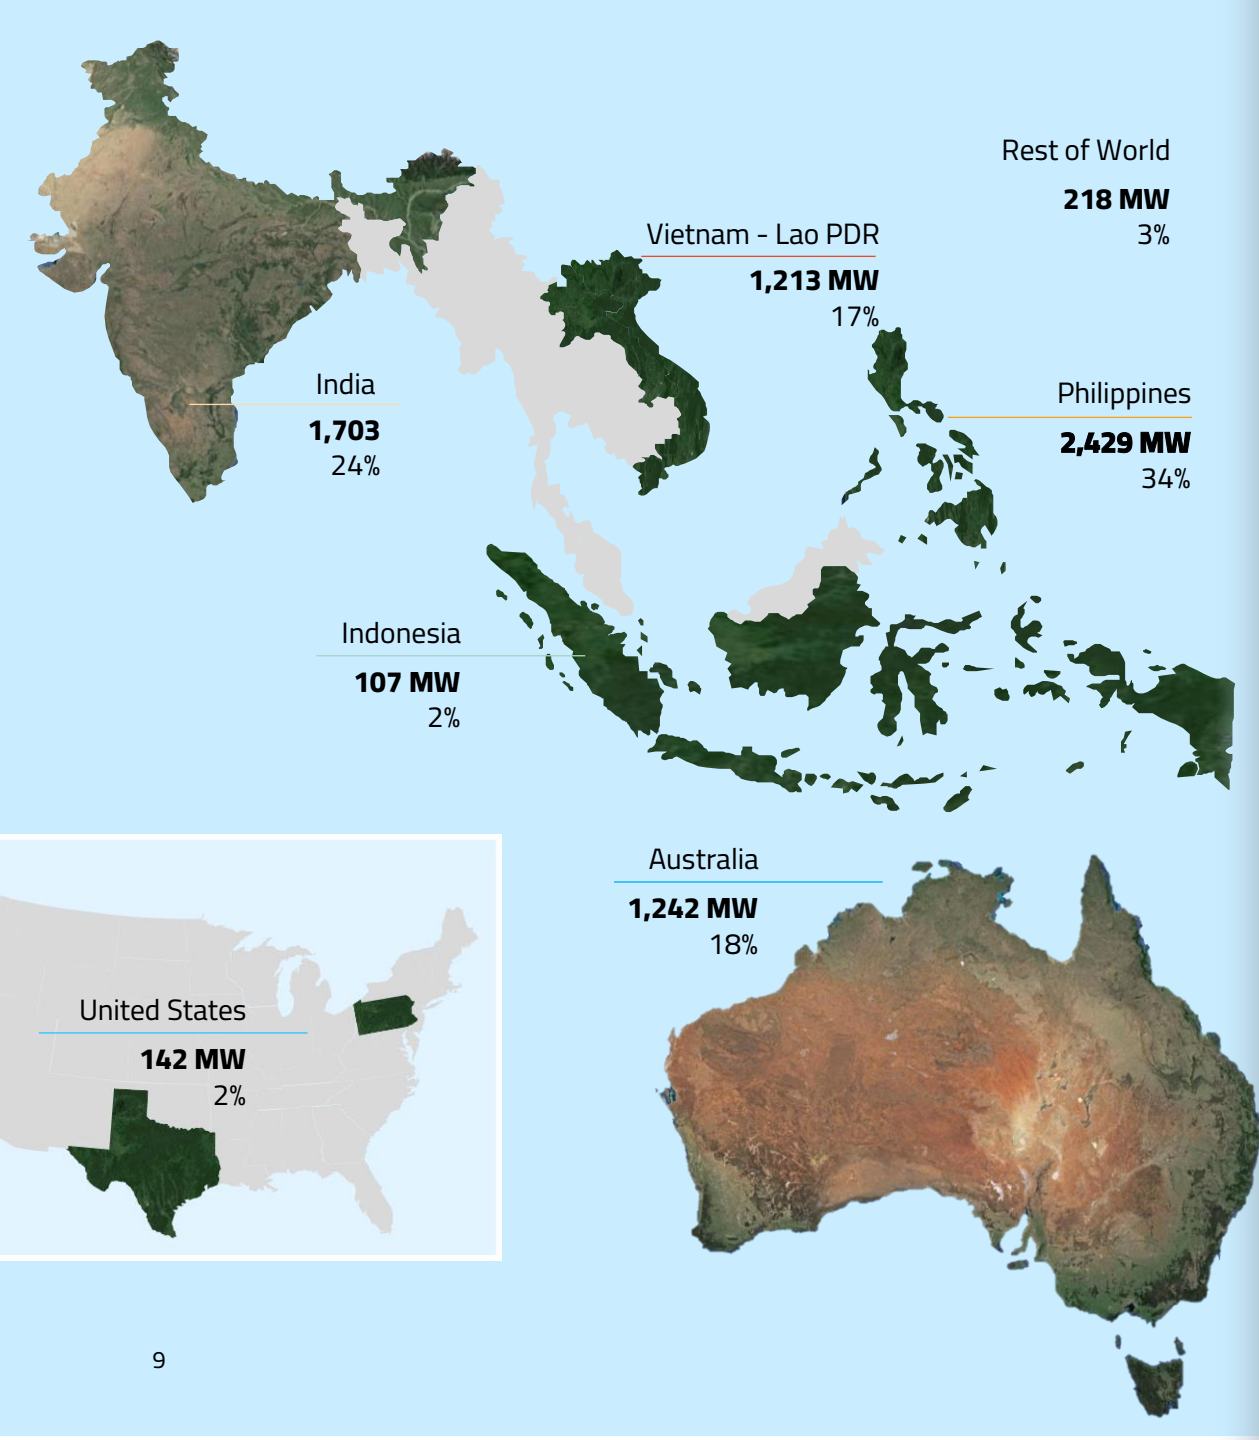 Rest of World
218 MW
3%
Vietnam - Lao PDR
1,213 MW
17%
India
1,703
24%
Philippines
2,429 MW
34%
Indonesia
107 MW
2%
Australia
1,242 MW
18%
United States
142 MW
2%
9